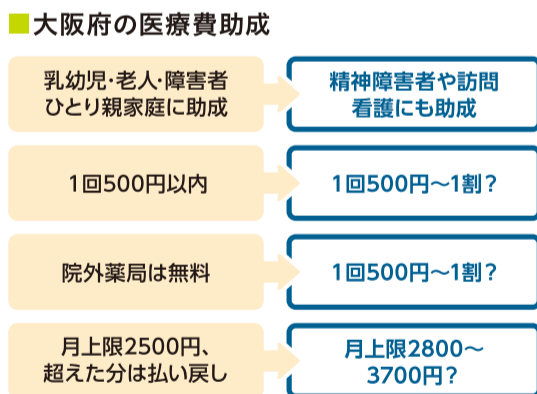 ■大阪府の医療費助成
乳幼児・老人・障害者
ひとり親家庭に助成
精神障害者や訪問
看護にも助成
1回500円以内
1回500円～1割？
院外薬局は無料
1回500円～1割？
月上限2500円、
超えた分は払い戻し
月上限2800～
3700円？